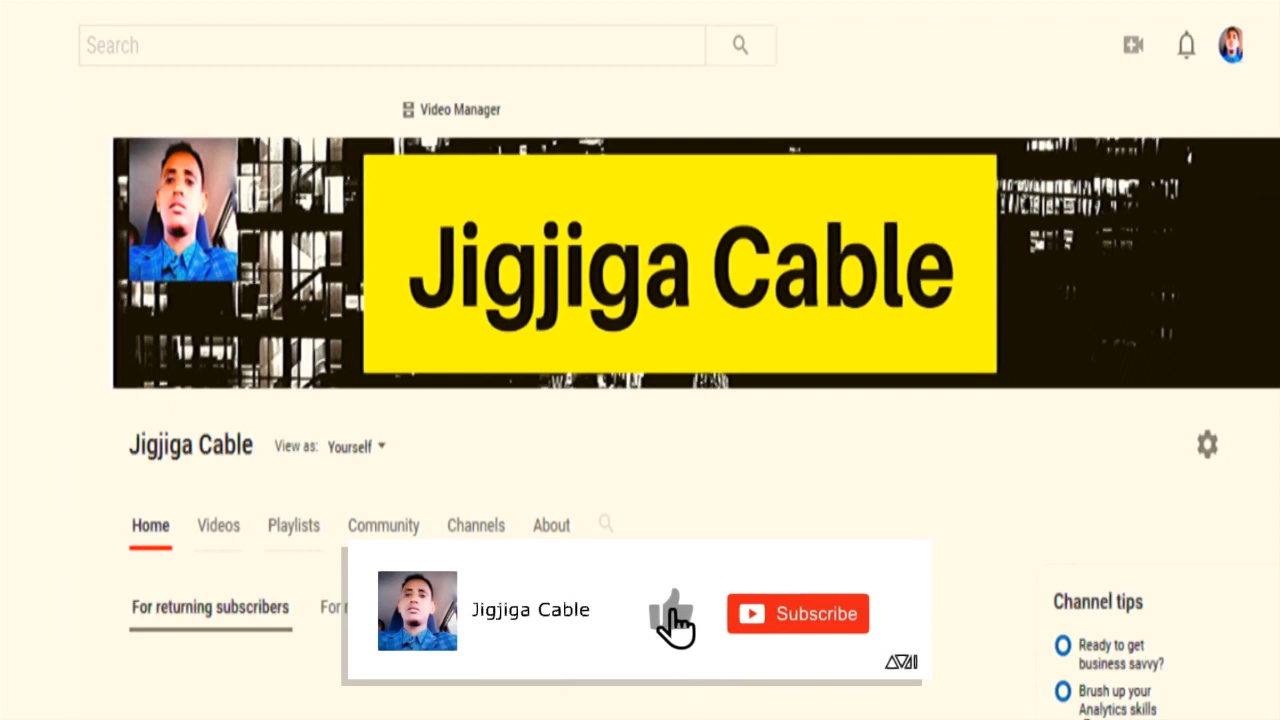 Search
Video Manager
Jigjiga Cable
Jigjiga Cable View as: Yourself
Home Videos Playlists Community Channels About
For returning subscribers For
Jigjiga Cable Subscribe
Channel tips
Ready to get
business savvy?
Brush up your
Analytics skills